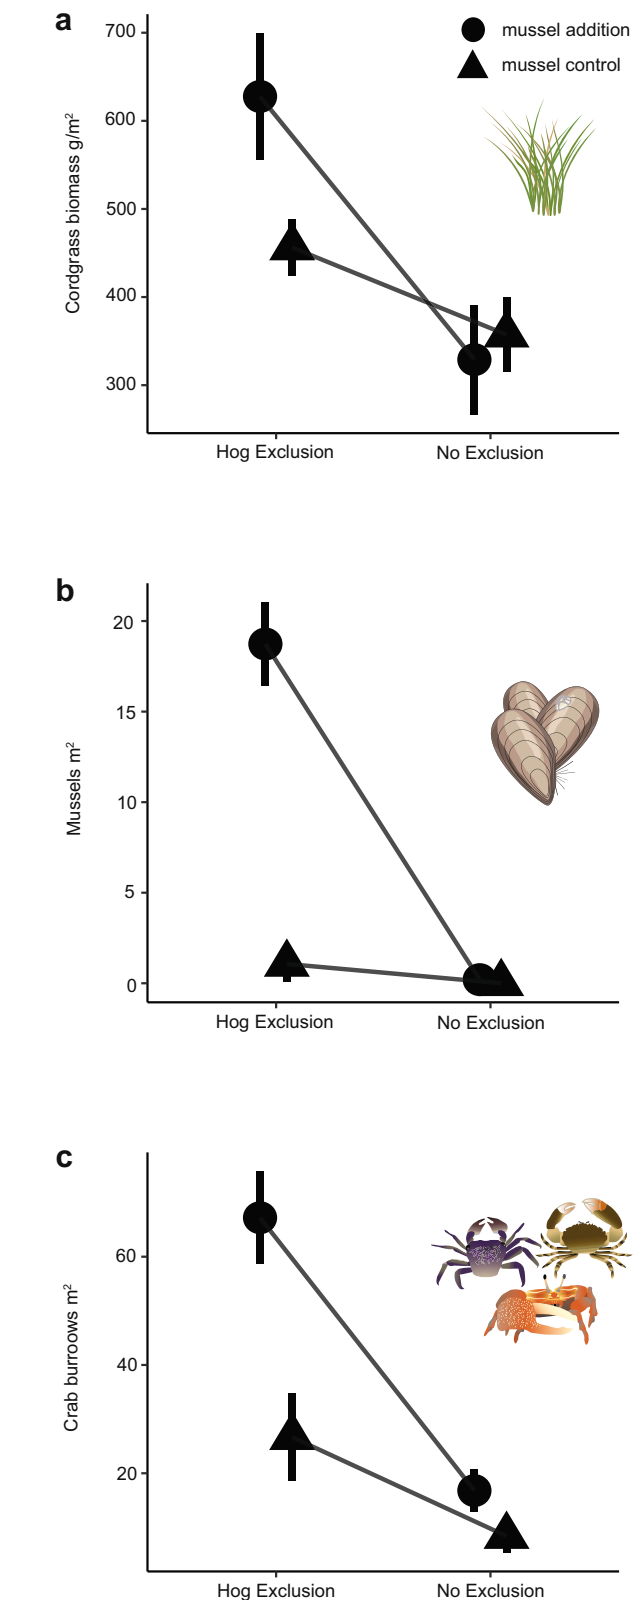 a
700
600
500
400
300
Cordgrass biomass g/m²
mussel addition
mussel control
Hog Exclusion
No Exclusion
b
20
15
10
5
0
Mussels m²
Hog Exclusion
No Exclusion
c
60
40
20
Crab burroows m²
Hog Exclusion
No Exclusion